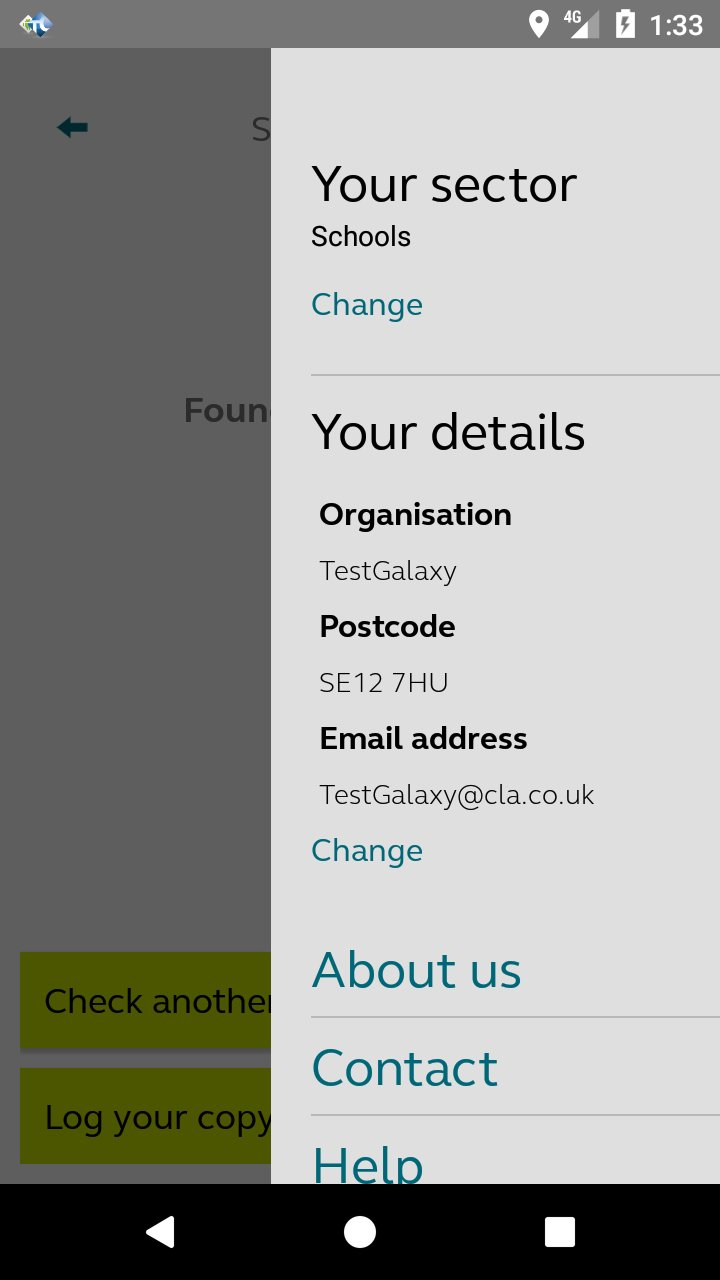 4G 1:33
S
Your sector
Schools
Change
Foun
Your details
Organisation
TestGalaxy
Postcode
SE12 7HU
Email address
TestGalaxy@cla.co.uk
Change
About us
Check another
Contact
Log your copy
Help